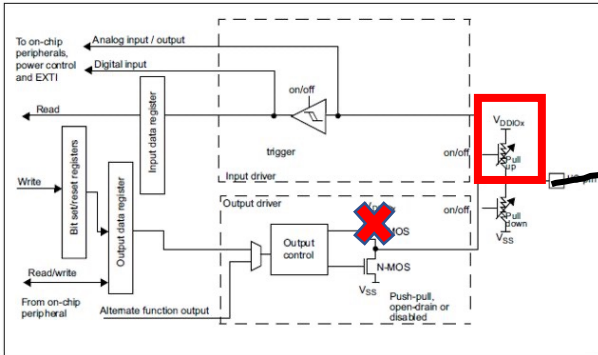 To on-chip
peripherals,
power control
and EXTI
Analog input / output
Digital input
on/off
Read
Input data register
trigger
Input driver
on/off
VDDIOx
Pull
up
Write
Bit set/reset registers
Output data register
Output driver
Output
control
N-MOS
VSS
on/off
Pull
down
VSS
Read/write
From on-chip
peripheral
Alternate function output
Push-pull,
open-drain or
disabled